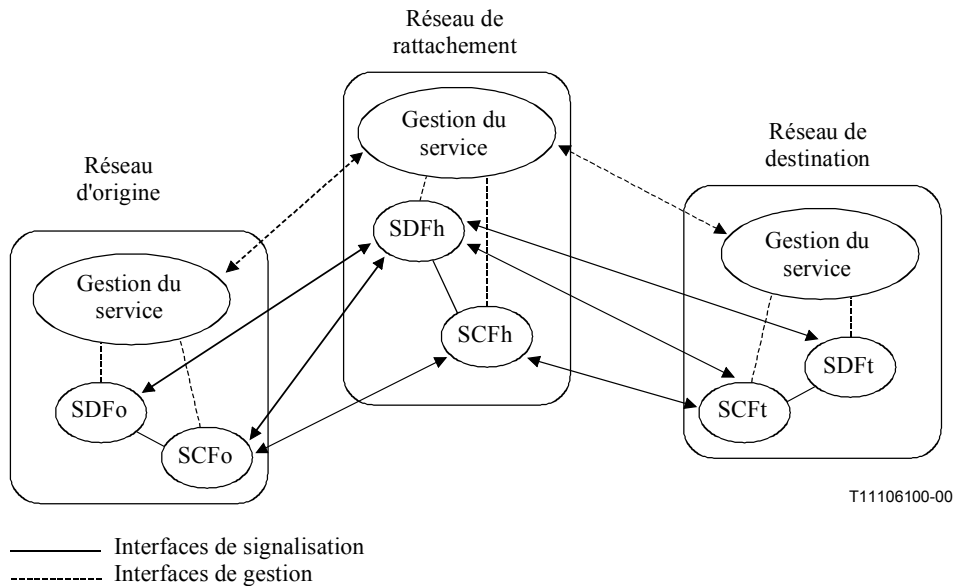 Réseau de
rattachement
Gestion du
service
SDFh
SCFh
Réseau
d'origine
Gestion du
service
SDFo
SCFo
Réseau de
destination
Gestion du
service
SDFt
SCFt
T11106100-00
Interfaces de signalisation
Interfaces de gestion